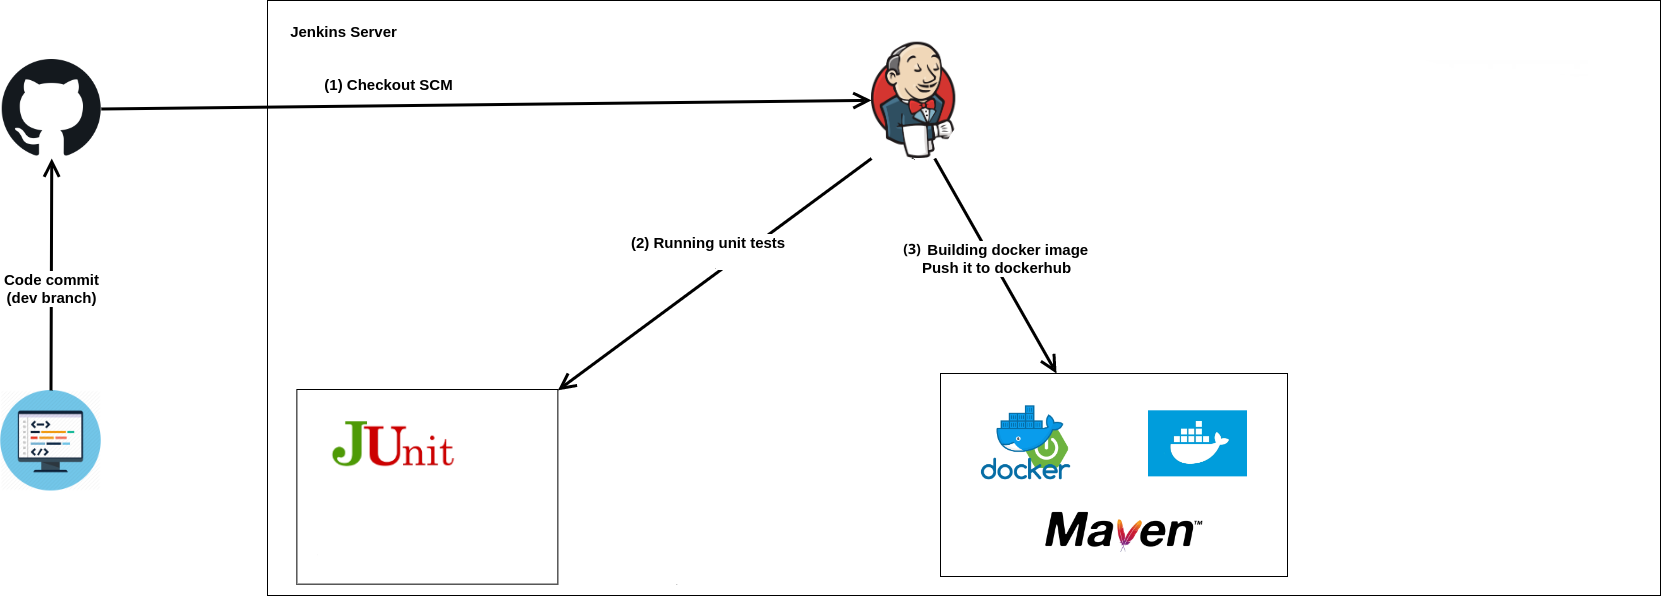 Jenkins Server
(1) Checkout SCM
(2) Running unit tests
(3) Building docker image
Push it to dockerhub
Code commit
(dev branch)
JUnit
docker
Maven™